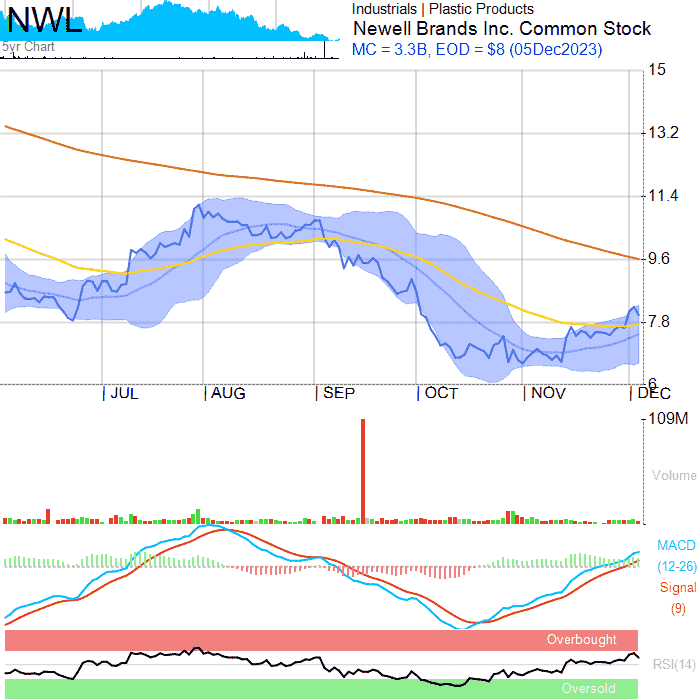 NWL
5yr Chart
Industrials | Plastic Products
Newell Brands Inc. Common Stock
MC = 3.3B, EOD = $8 (05Dec2023)
15
13.2
11.4
9.6
7.8
6
JUL AUG SEP OCT NOV DEC
109M
Volume
MACD
(12-26)
Signal
(9)
Overbought
RSI(14)
Oversold